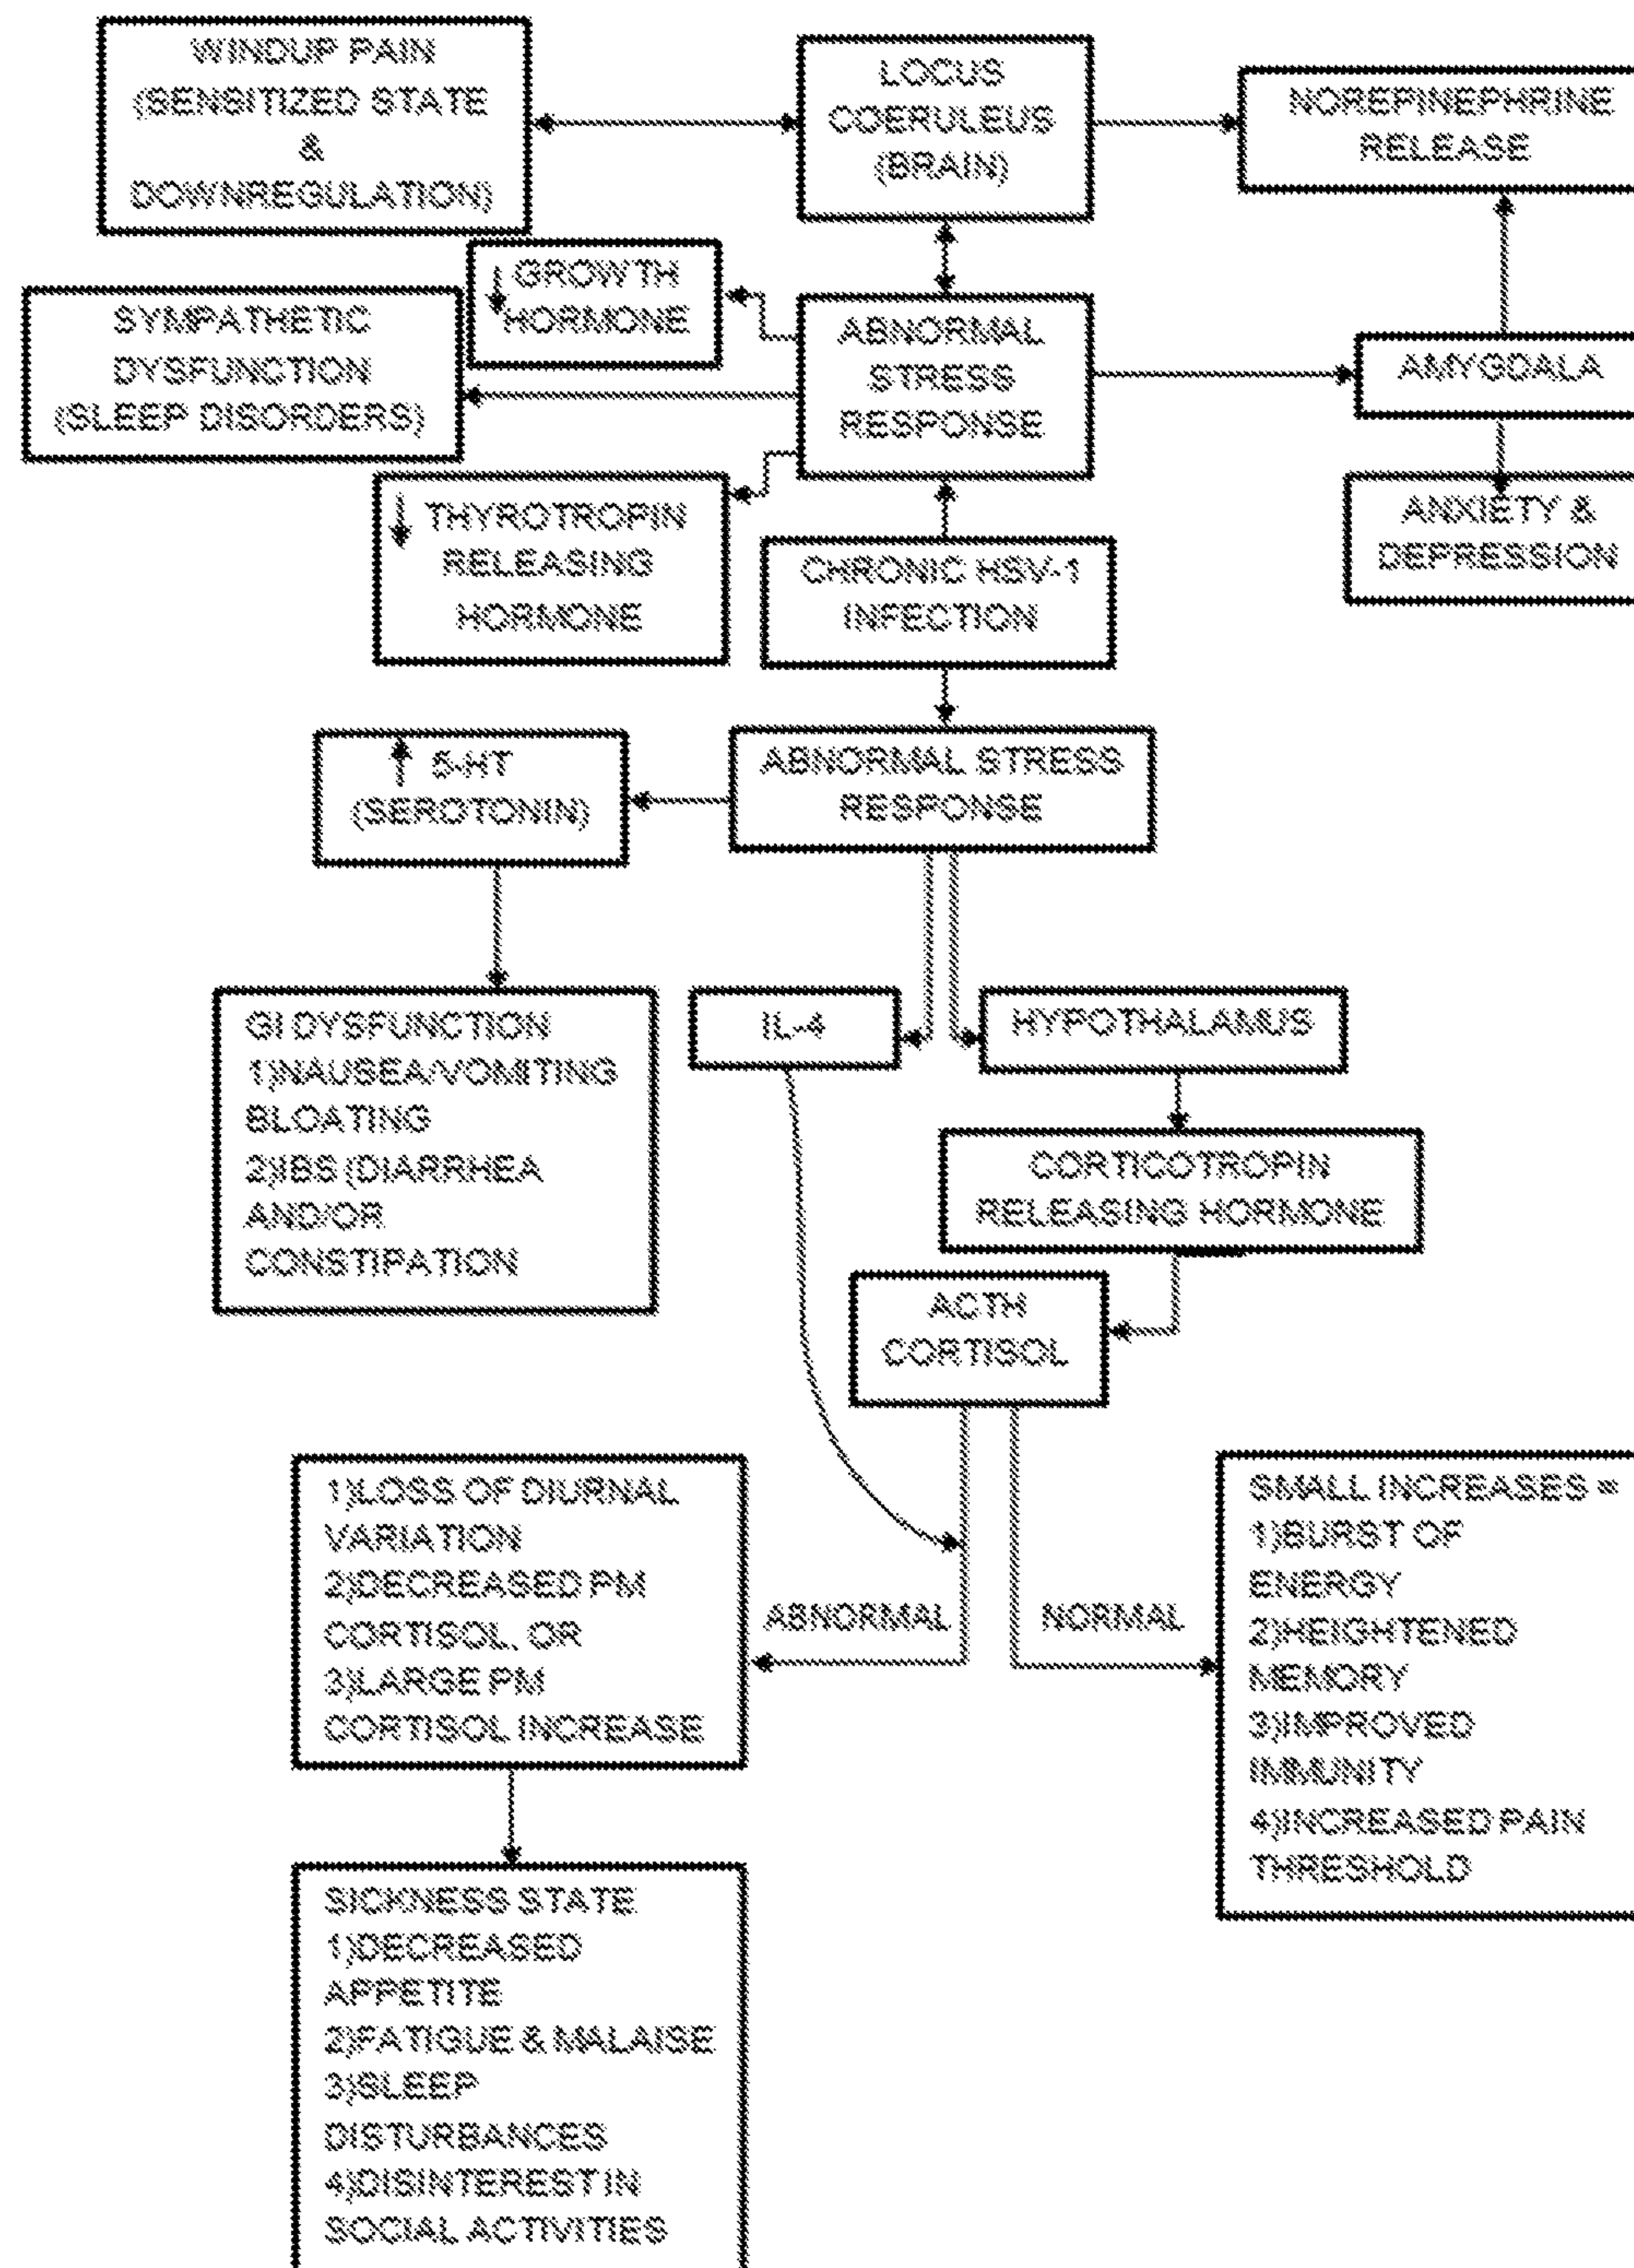 WINDUP PAIN
(SENSITIZED STATE
&
DOWNREGULATION)
LOCUS
COERULEUS
(BRAIN)
NOREPINEPHRINE
RELEASE
GROWTH
HORMONE
SYMPATHETIC
DYSFUNCTION
(SLEEP DISORDERS)
ABNORMAL
STRESS
RESPONSE
AMYGDALA
THYROTROPIN
RELEASING
HORMONE
CHRONIC HSV-1
INFECTION
ANXIETY &
DEPRESSION
5-HT
(SEROTONIN)
ABNORMAL STRESS
RESPONSE
GI DYSFUNCTION
1)NAUSEA/VOMITING
BLOATING
2)IBS (DIARRHEA
AND/OR
CONSTIPATION
IL-4
HYPOTHALAMUS
CORTICOTROPIN
RELEASING HORMONE
ACTH
CORTISOL
1)LOSS OF DIURNAL
VARIATION
2)DECREASED PM
CORTISOL, OR
3)LARGE PM
CORTISOL INCREASE
ABNORMAL
NORMAL
SMALL INCREASES =
1)BURST OF
ENERGY
2)HEIGHTENED
MEMORY
3)IMPROVED
IMMUNITY
4)INCREASED PAIN
THRESHOLD
SICKNESS STATE
1)DECREASED
APPETITE
2)FATIGUE & MALAISE
3)SLEEP
DISTURBANCES
4)DISINTEREST IN
SOCIAL ACTIVITIES